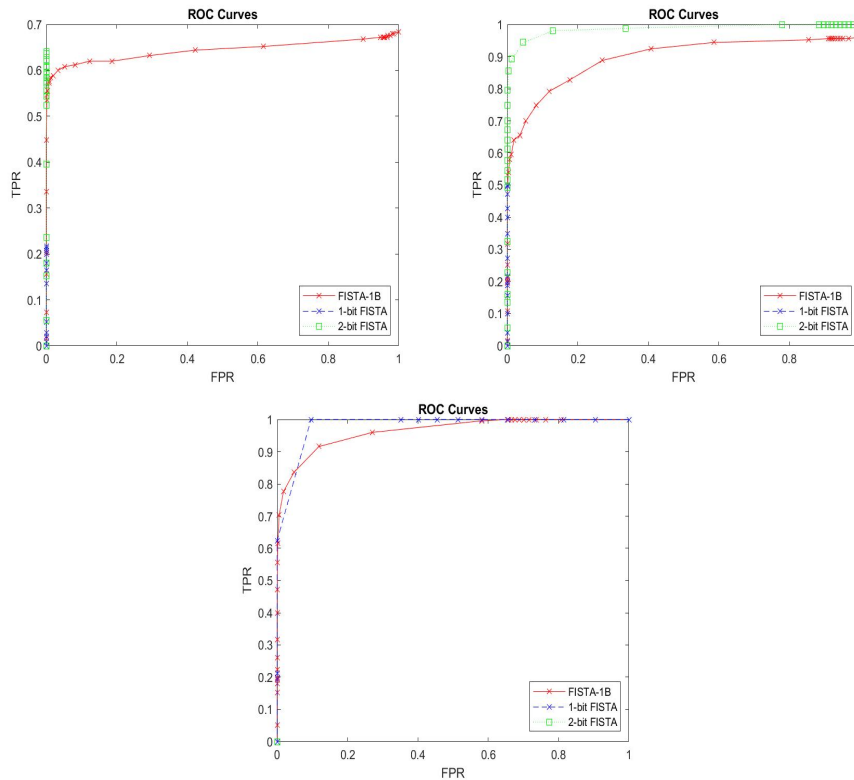 ROC Curves
0.7
0.6
0.5
0.4
0.3
0.2
0.1
0
TPR
0 0.2 0.4 0.6 0.8 1
FPR
FISTA-1B
1-bit FISTA
2-bit FISTA
ROC Curves
1
0.9
0.8
0.7
0.6
0.5
0.4
0.3
0.2
0.1
0
TPR
0 0.2 0.4 0.6 0.8
FPR
FISTA-1B
1-bit FISTA
2-bit FISTA
ROC Curves
1
0.9
0.8
0.7
0.6
0.5
0.4
0.3
0.2
0.1
0
TPR
0 0.2 0.4 0.6 0.8 1
FPR
FISTA-1B
1-bit FISTA
2-bit FISTA